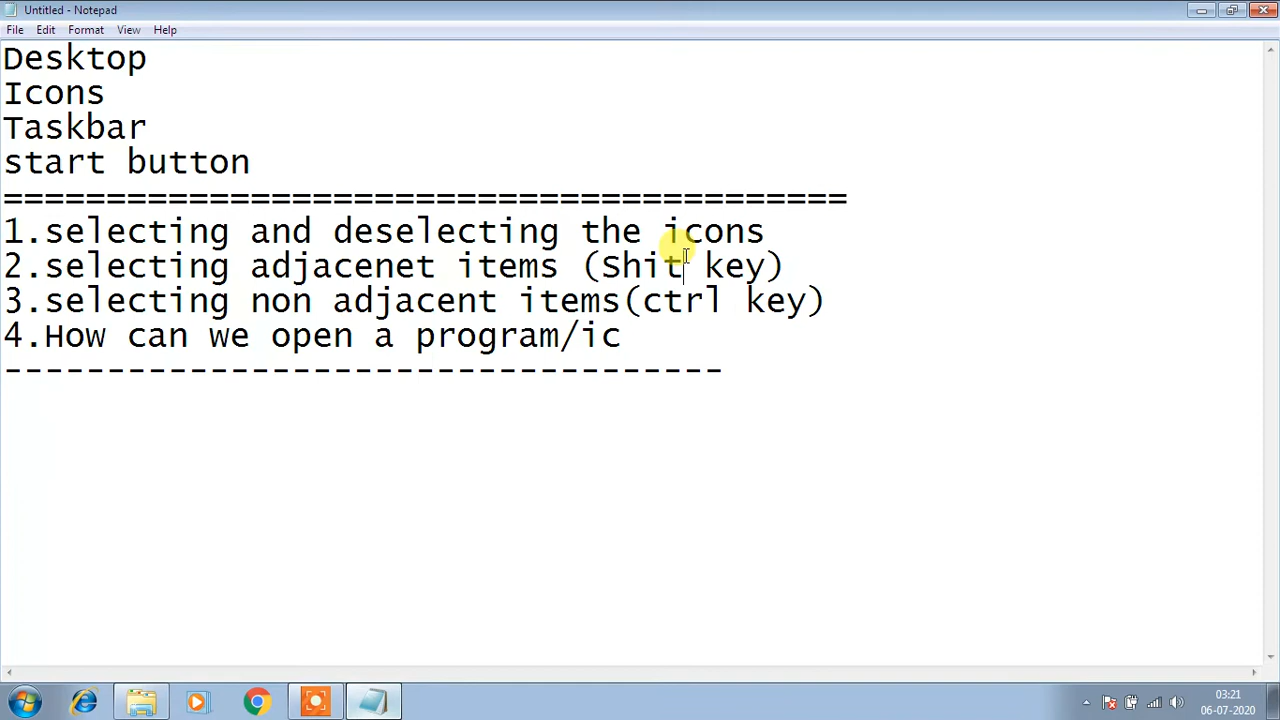 Untitled - Notepad
File Edit Format View Help
Desktop
Icons
Taskbar
start button
=========================================
1.selecting and deselecting the icons
2.selecting adjacenet items (Shit key)
3.selecting non adjacent items(ctrl key)
4.How can we open a program/ic
-----------------------------------
03:21
06-07-2020